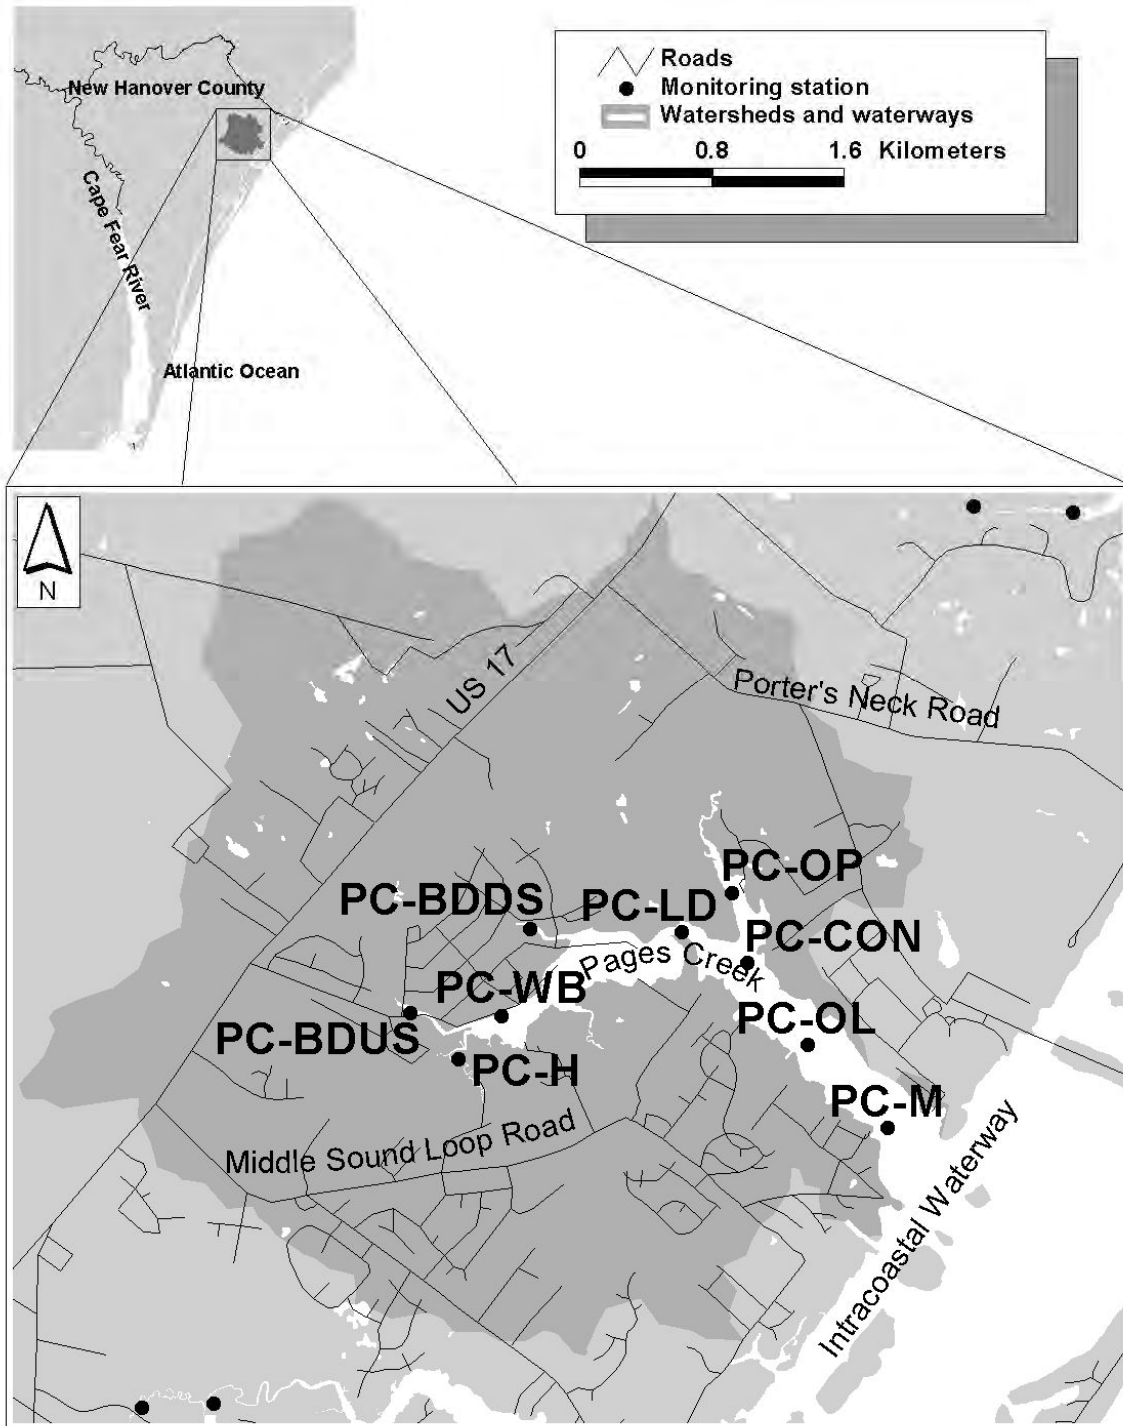 New Hanover County
Cape Fear River
Atlantic Ocean
Roads
Monitoring station
Watersheds and waterways
0 0.8 1.6 Kilometers
N
US 17
Porter's Neck Road
PC-OP
PC-BDDS
PC-LD
PC-CON
Pages Creek
PC-WB
PC-OL
PC-BDUS
PC-H
PC-M
Middle Sound Loop Road
Intracoastal Waterway